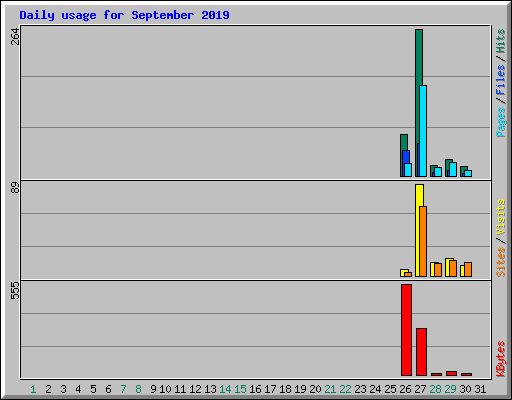 Daily usage for September 2019
264
89
555
Pages / Files / Hits
Sites / Visits
KBytes
1 2 3 4 5 6 7 8 9 10 11 12 13 14 15 16 17 18 19 20 21 22 23 24 25 26 27 28 29 30 31